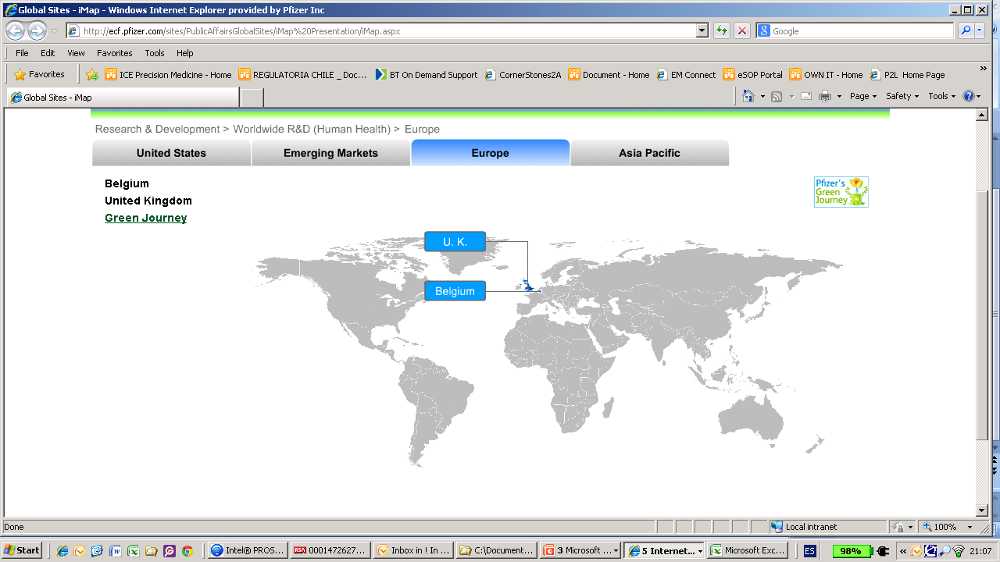 Global Sites - iMap - Windows Internet Explorer provided by Pfizer Inc
http://ecf.pfizer.com/sites/PublicAffairsGlobalSites/iMap%20Presentation/iMap.aspx
Google
File Edit View Favorites Tools Help
Favorites ICE Precision Medicine - Home REGULATORIA CHILE _ Doc... BT On Demand Support CornerStones2A Document - Home EM Connect eSOP Portal OWN IT - Home P2L Home Page »
Global Sites - iMap Page Safety Tools
Research & Development > Worldwide R&D (Human Health) > Europe
United States Emerging Markets Europe Asia Pacific
Belgium
United Kingdom
Green Journey
Pfizer's
Green
Journey
U. K.
Belgium
Done Local intranet 100%
Start Intel® PROS... RSA 0001472627... Inbox in | In ... C:\Document... 3 Microsoft ... 5 Internet... Microsoft Exc... ES 98% « 21:07